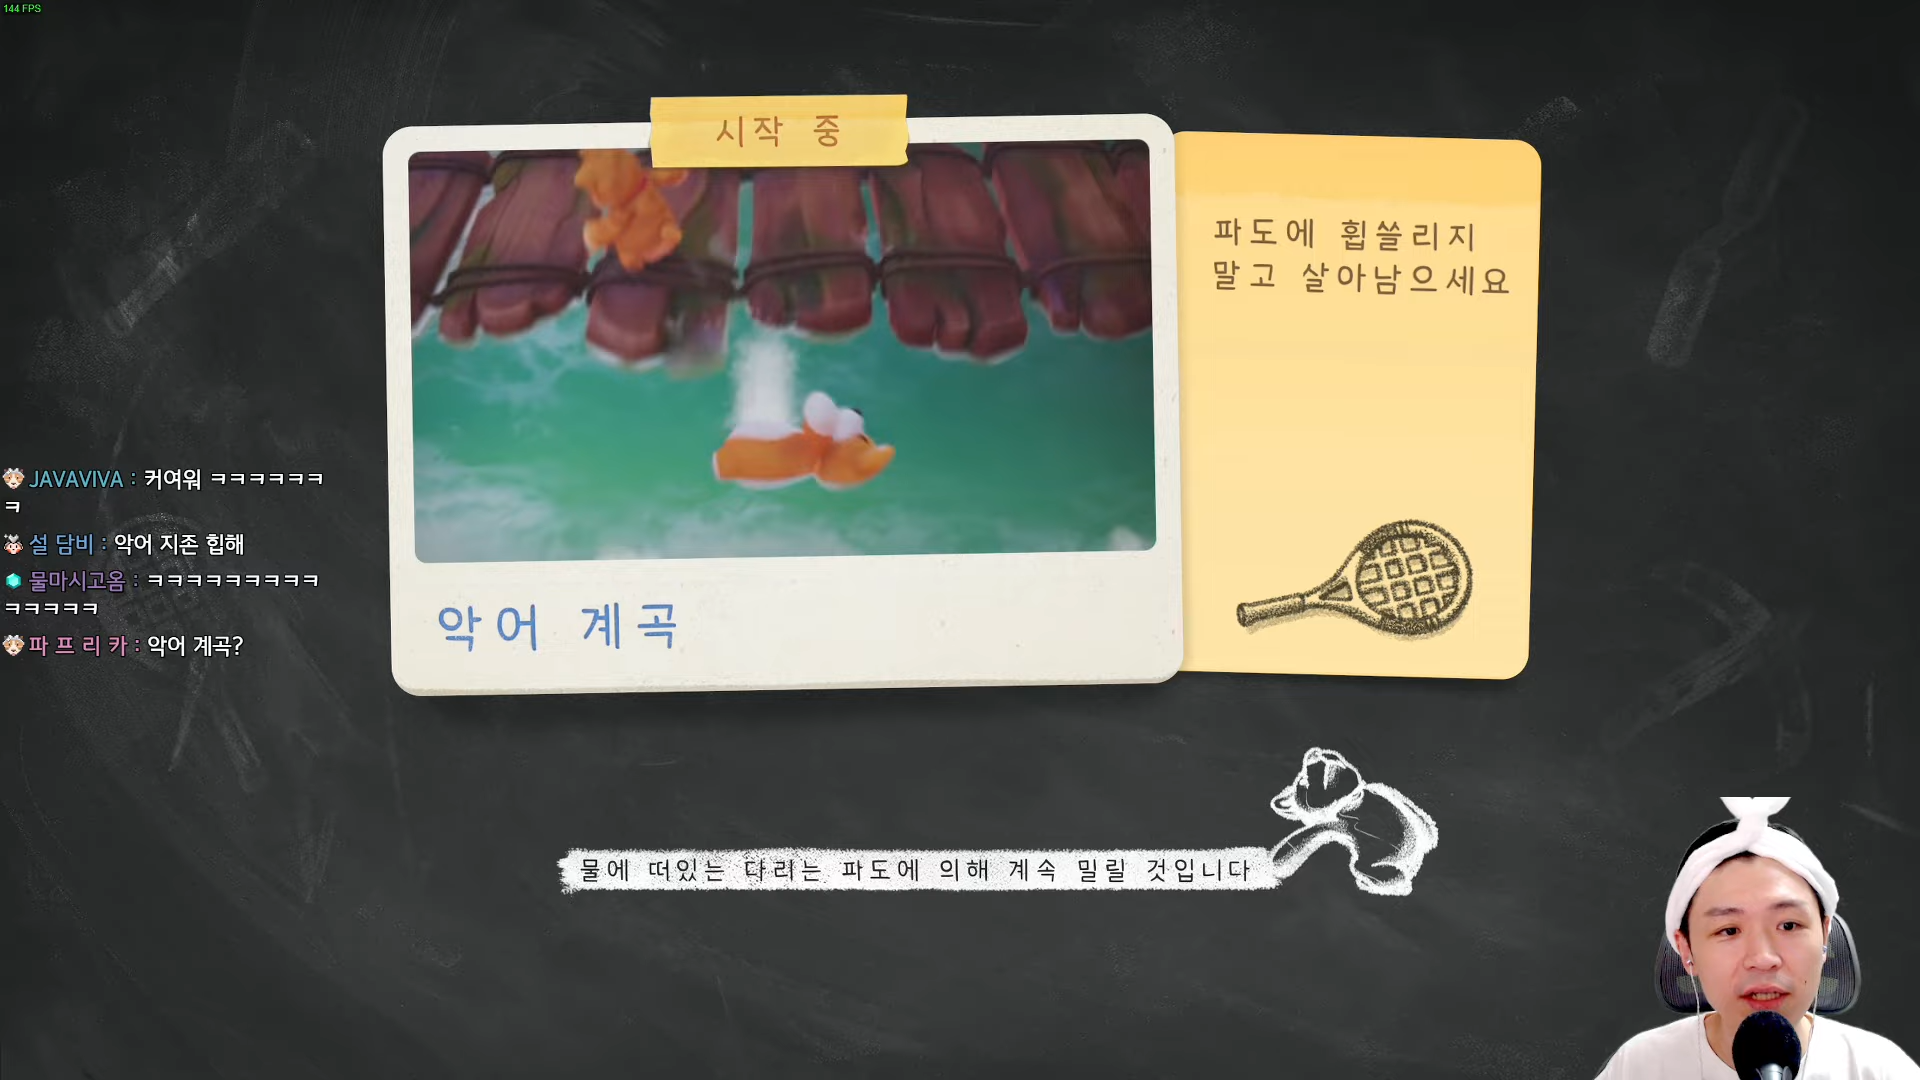 144 FPS
시작 중
파도에 휩쓸리지
말고 살아남으세요
악어 계곡
JAVAVIVA : 커여워 ㅋㅋㅋㅋㅋㅋ
ㅋ
설 담비 : 악어 지존 힙해
물마시고옴 : ㅋㅋㅋㅋㅋㅋㅋㅋㅋ
ㅋㅋㅋㅋㅋ
파 프 리 카 : 악어 계곡?
물에 떠있는 다리는 파도에 의해 계속 밀릴 것입니다